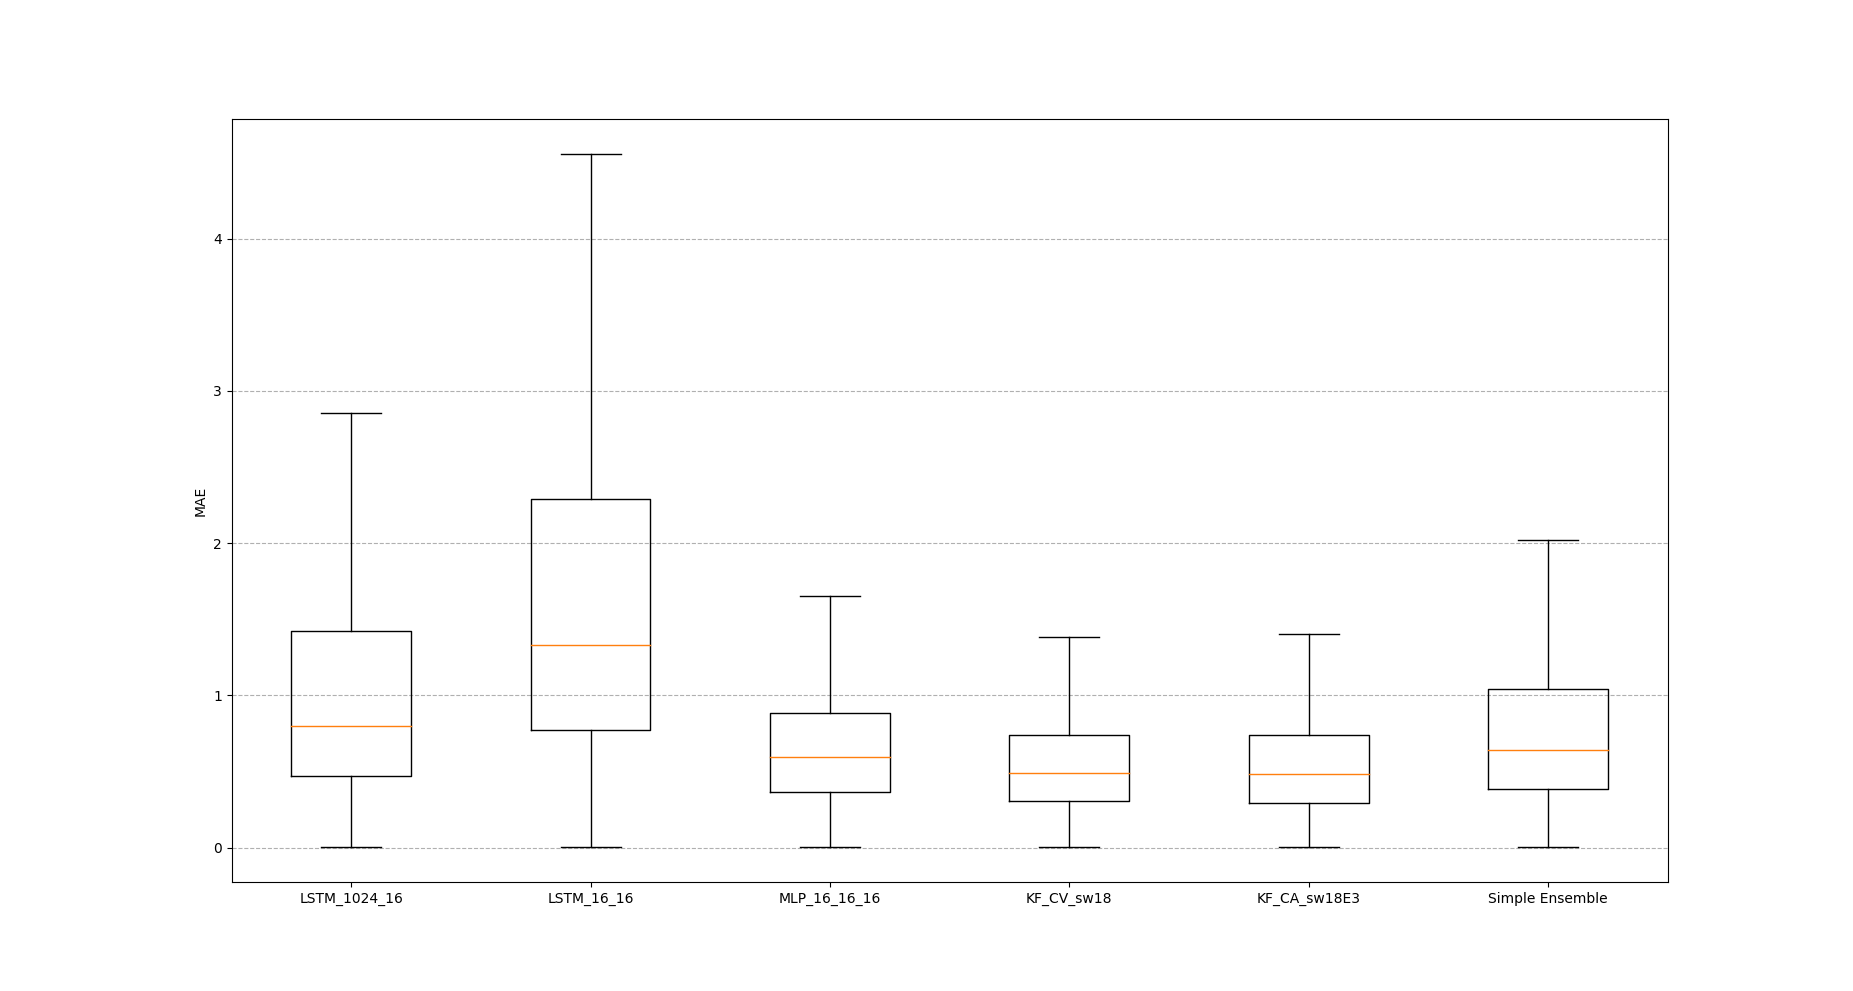 MAE
4
3
2
1
0
LSTM_1024_16
LSTM_16_16
MLP_16_16_16
KF_CV_sw18
KF_CA_sw18E3
Simple Ensemble